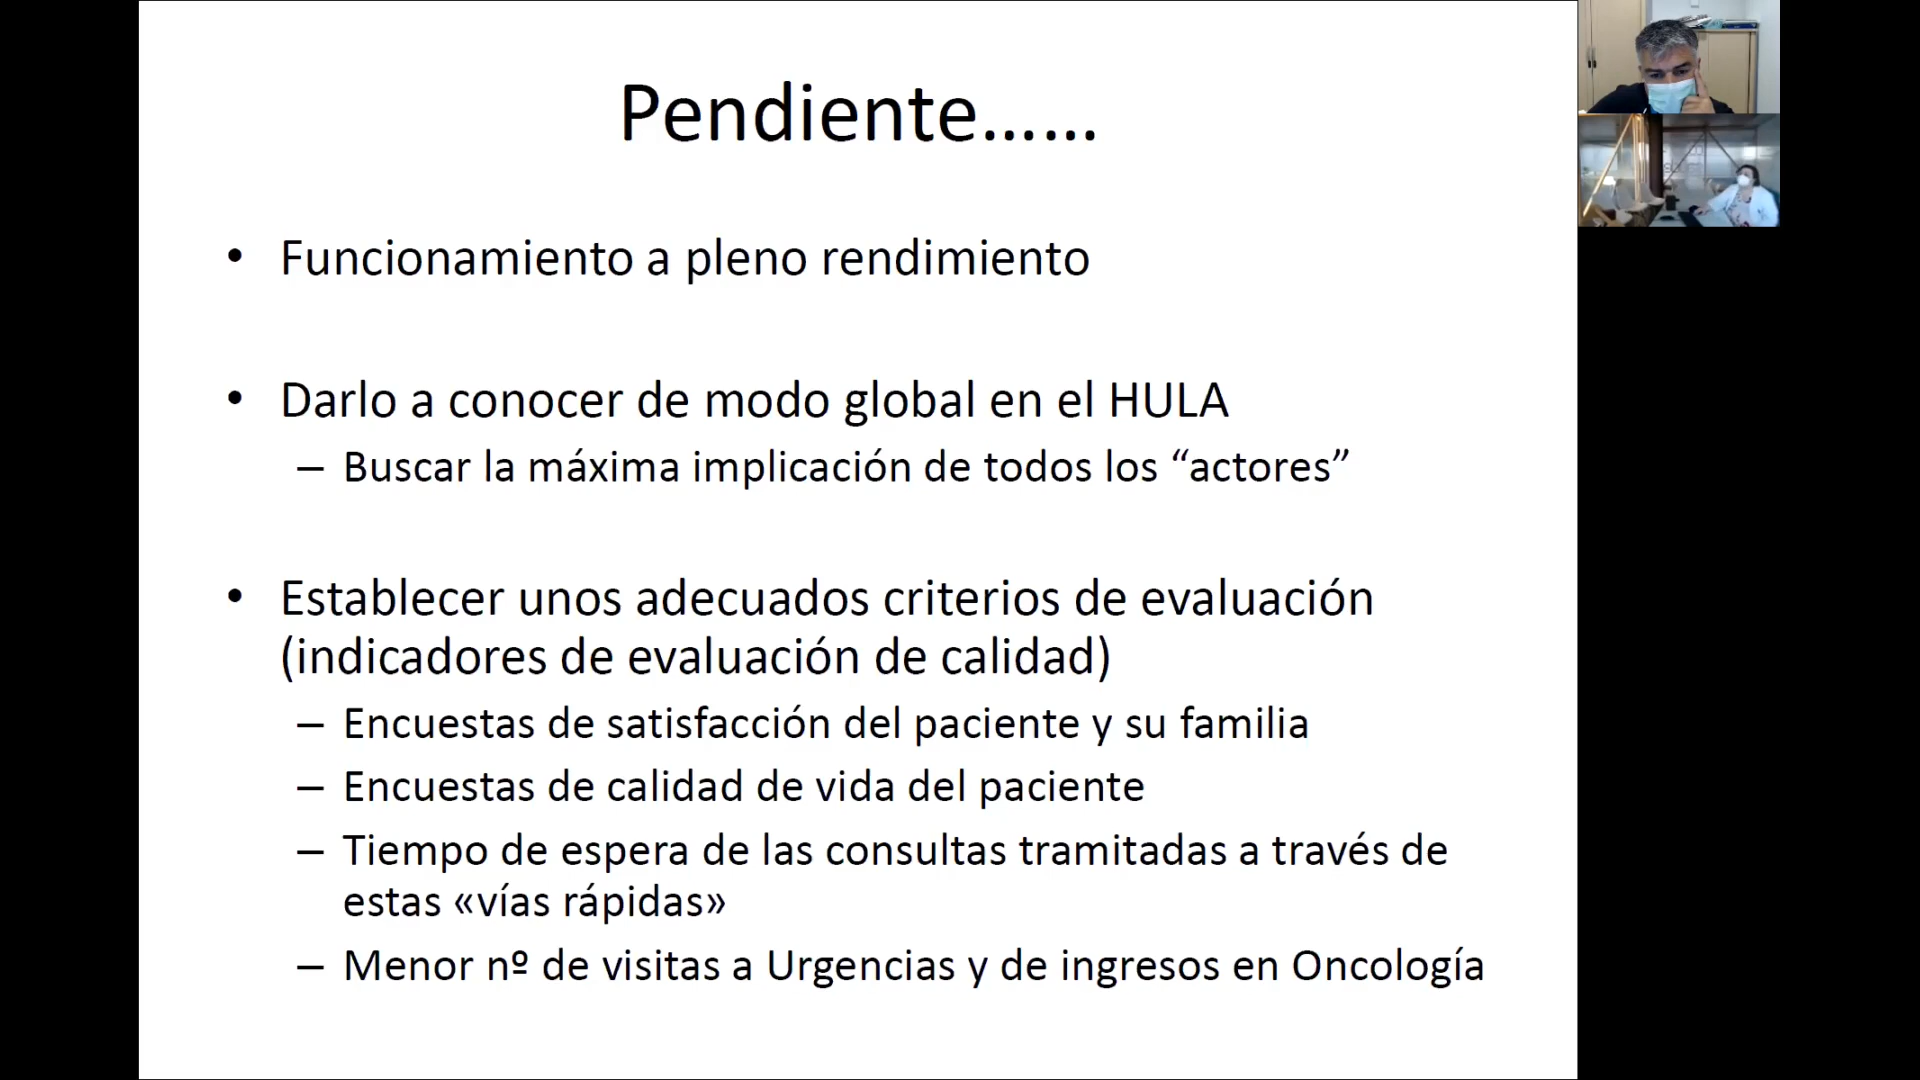 Pendiente......
• Funcionamiento a pleno rendimiento
• Darlo a conocer de modo global en el HULA
– Buscar la máxima implicación de todos los “actores”
• Establecer unos adecuados criterios de evaluación
(indicadores de evaluación de calidad)
– Encuestas de satisfacción del paciente y su familia
– Encuestas de calidad de vida del paciente
– Tiempo de espera de las consultas tramitadas a través de
estas «vías rápidas»
– Menor nº de visitas a Urgencias y de ingresos en Oncología